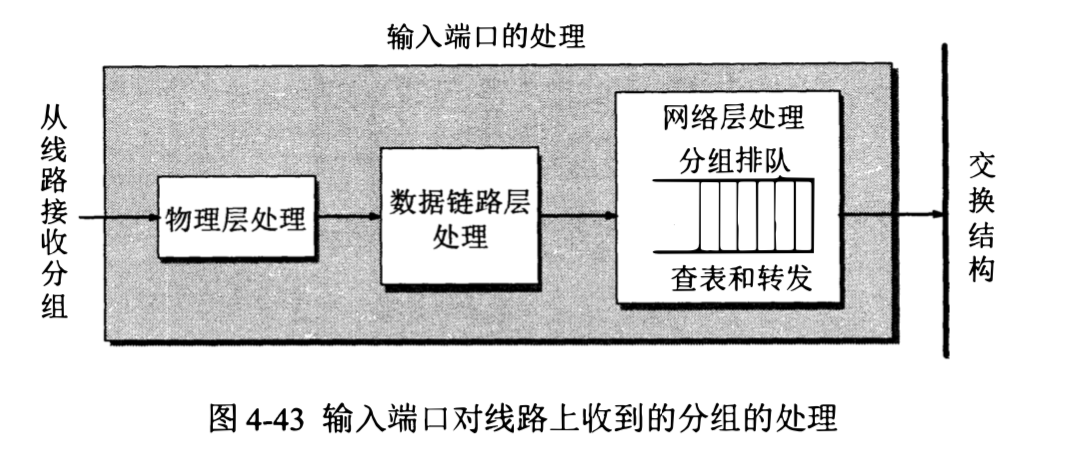 输入端口的处理
从线路接收分组
物理层处理
数据链路层
处理
网络层处理
分组排队
查表和转发
交换结构
图 4-43 输入端口对线路上收到的分组的处理